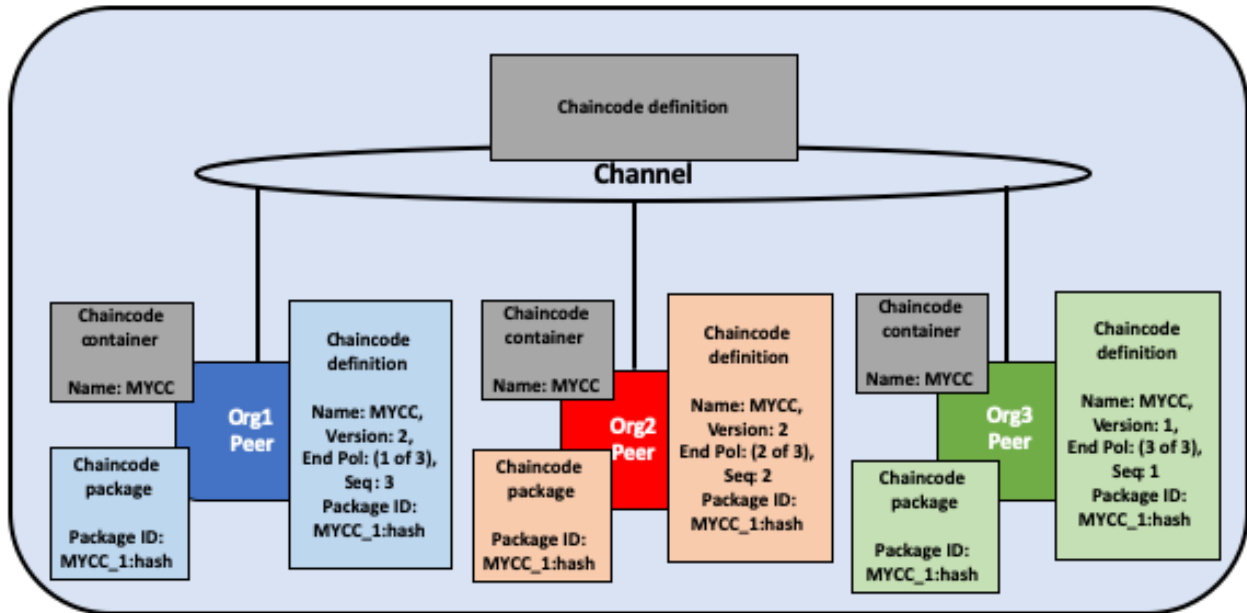 Chaincode definition
Channel
Chaincode
container
Name: MYCC
Org1
Peer
Chaincode
package
Package ID:
MYCC_1:hash
Chaincode
definition
Name: MYCC,
Version: 2,
End Pol: (1 of 3),
Seq: 3
Package ID:
MYCC_1:hash
Chaincode
container
Name: MYCC
Org2
Peer
Chaincode
package
Package ID:
MYCC_1:hash
Chaincode
definition
Name: MYCC,
Version: 2
End Pol: (2 of 3),
Seq: 2
Package ID:
MYCC_1:hash
Chaincode
container
Name: MYCC
Org3
Peer
Chaincode
package
Package ID:
MYCC_1:hash
Chaincode
definition
Name: MYCC,
Version: 1,
End Pol: (3 of 3),
Seq: 1
Package ID:
MYCC_1:hash